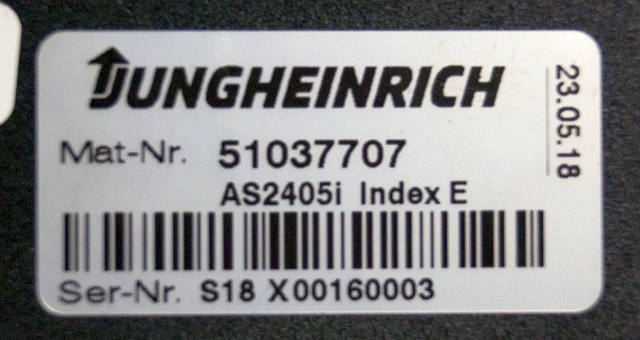 JUNGHEINRICH
Mat-Nr. 51037707
AS2405i Index E
Ser-Nr. S18 X00160003
23.05.18